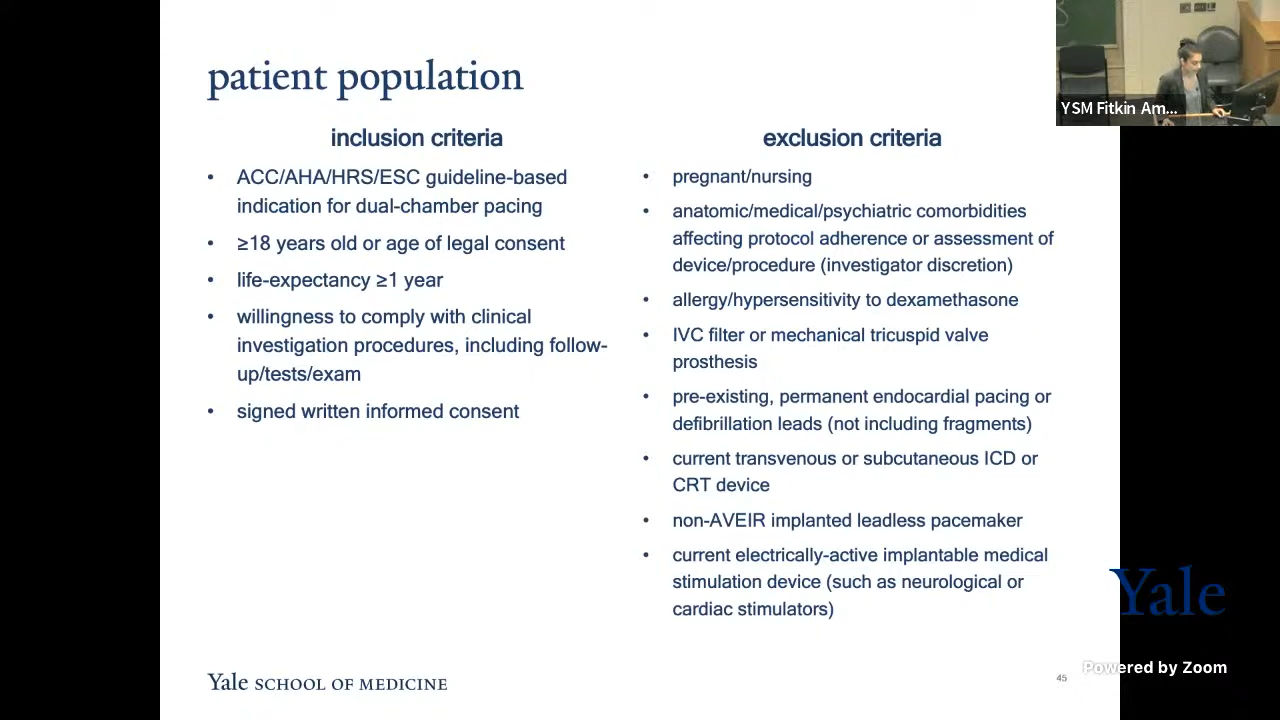 patient population
inclusion criteria
• ACC/AHA/HRS/ESC guideline-based
indication for dual-chamber pacing
• ≥18 years old or age of legal consent
• life-expectancy ≥1 year
• willingness to comply with clinical
investigation procedures, including follow-
up/tests/exam
• signed written informed consent
exclusion criteria
• pregnant/nursing
• anatomic/medical/psychiatric comorbidities
affecting protocol adherence or assessment of
device/procedure (investigator discretion)
• allergy/hypersensitivity to dexamethasone
• IVC filter or mechanical tricuspid valve
prosthesis
• pre-existing, permanent endocardial pacing or
defibrillation leads (not including fragments)
• current transvenous or subcutaneous ICD or
CRT device
• non-AVEIR implanted leadless pacemaker
• current electrically-active implantable medical
stimulation device (such as neurological or
cardiac stimulators)
Yale SCHOOL OF MEDICINE
45
YSM Fitkin Am...
Yale
Powered by Zoom